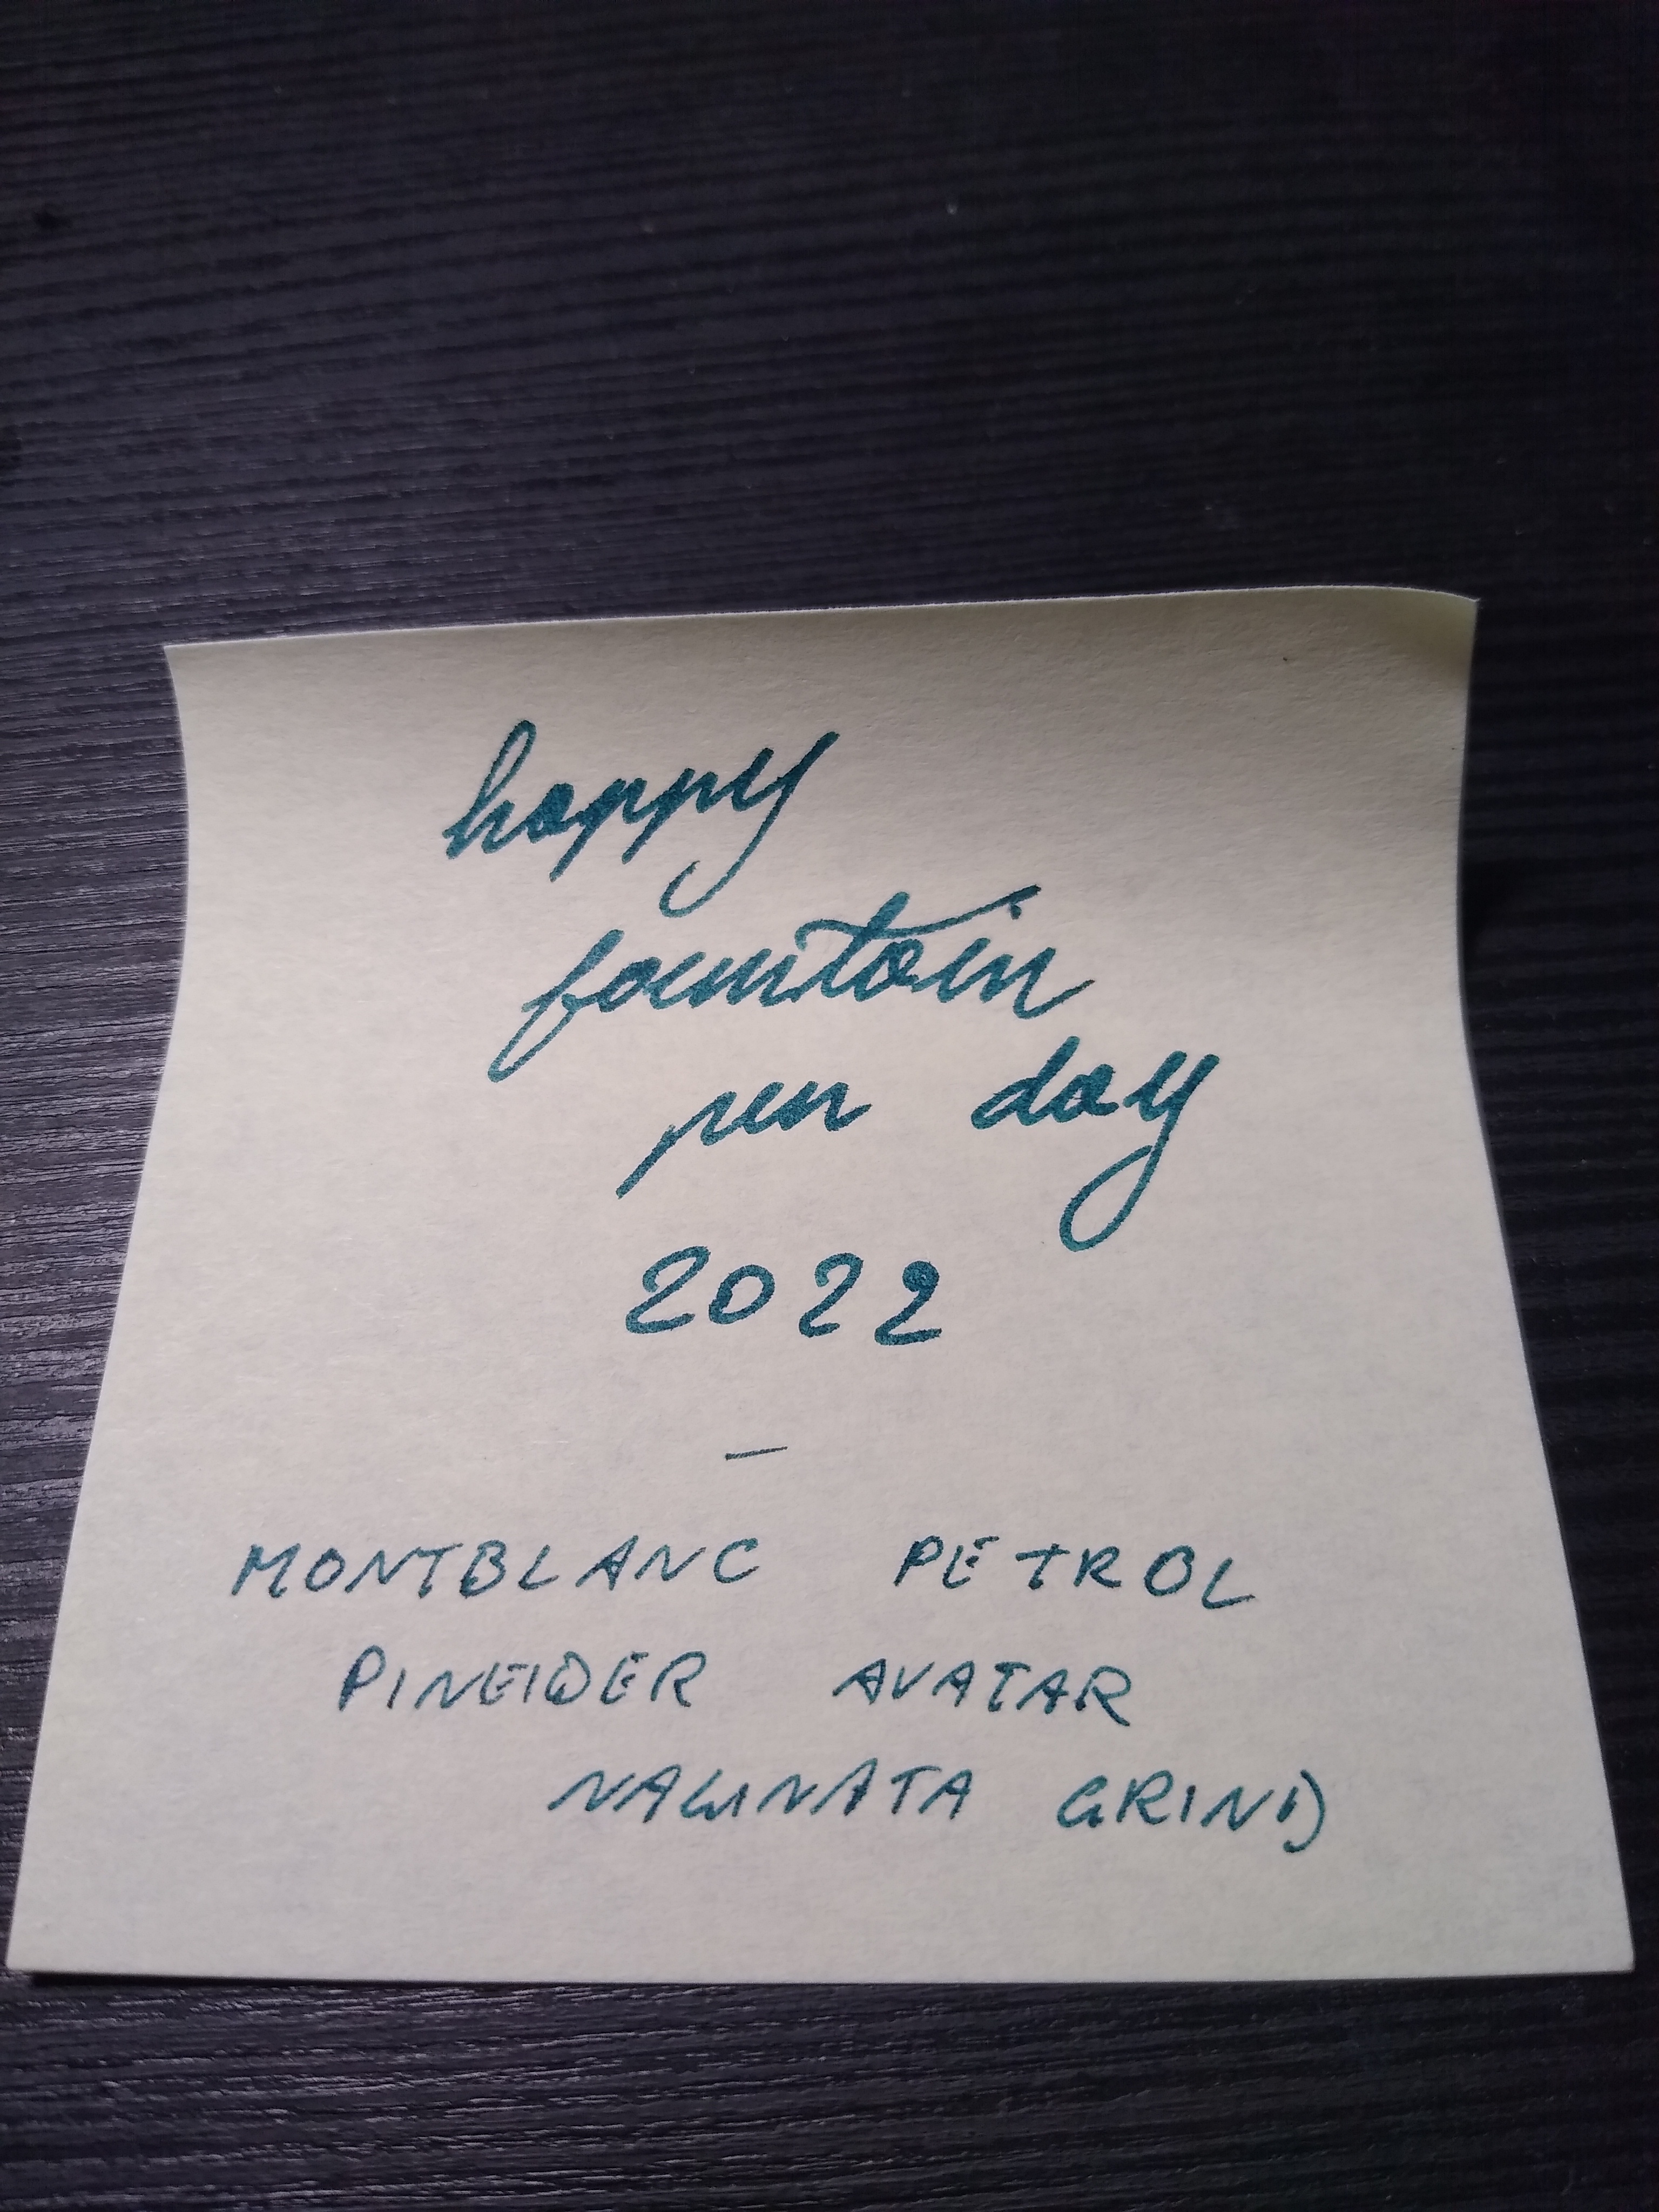 happy
fountain
pen day
2022
—
MONTBLANC PETROL
PINEIDER AVATAR
NAGINATA GRIND